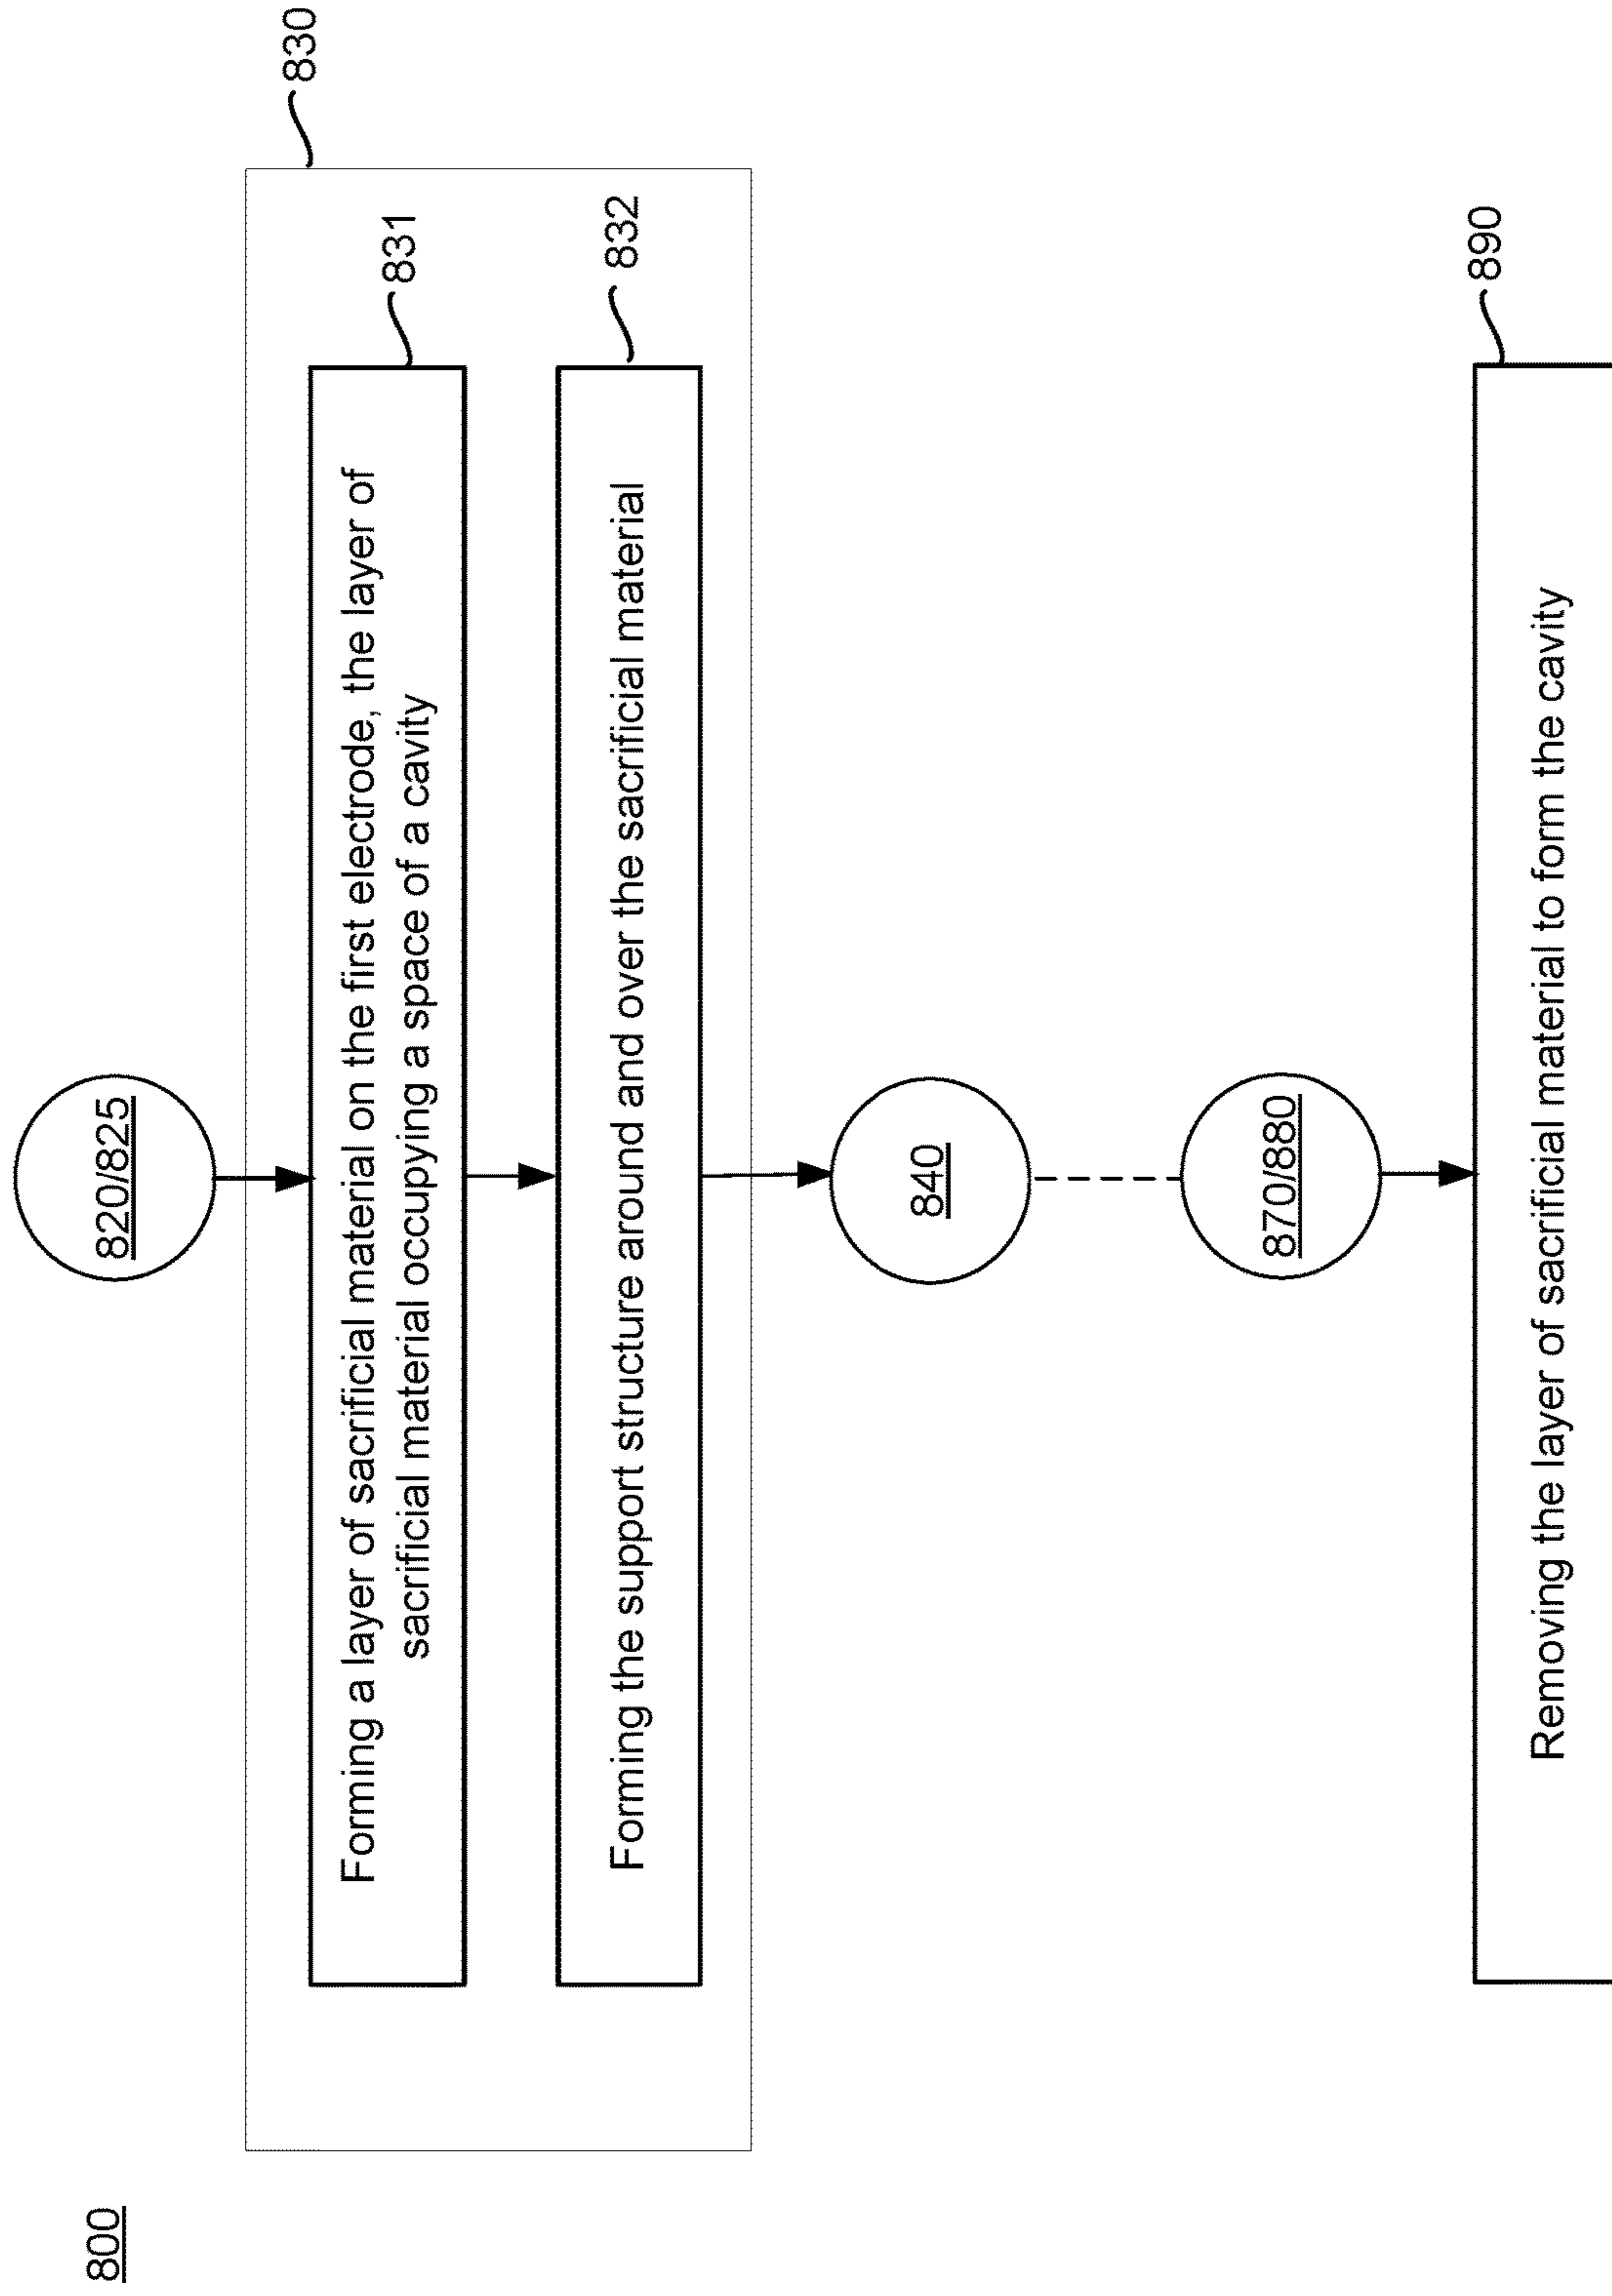 800
820/825
830
831
Forming a layer of sacrificial material on the first electrode, the layer of
sacrificial material occupying a space of a cavity
832
Forming the support structure around and over the sacrificial material
840
870/880
890
Removing the layer of sacrificial material to form the cavity